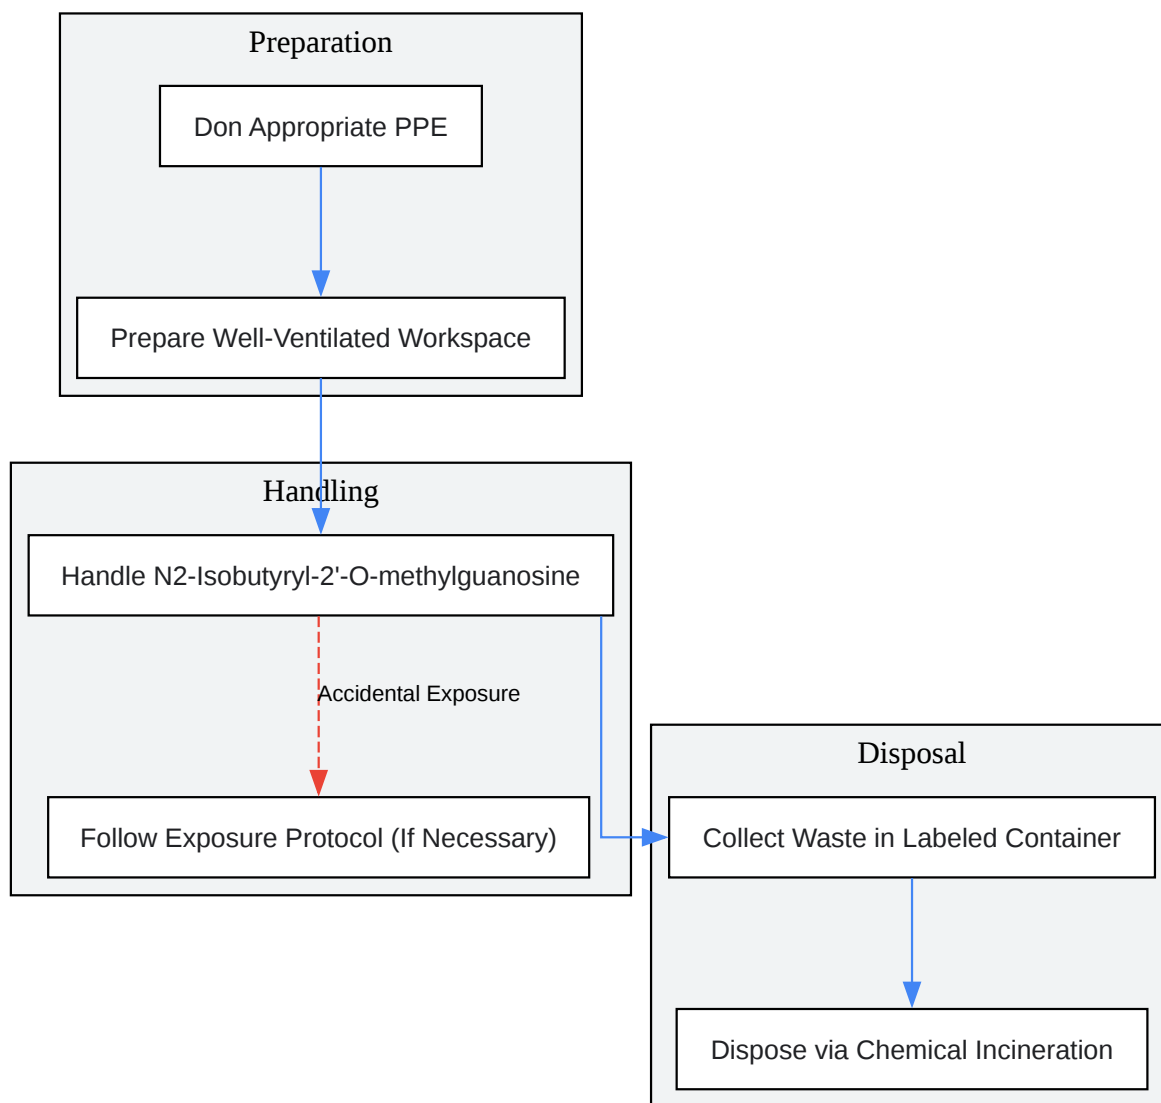 Preparation
Don Appropriate PPE
Prepare Well-Ventilated Workspace
Handling
Handle N2-Isobutyryl-2'-O-methylguanosine
Accidental Exposure
Follow Exposure Protocol (If Necessary)
Disposal
Collect Waste in Labeled Container
Dispose via Chemical Incineration